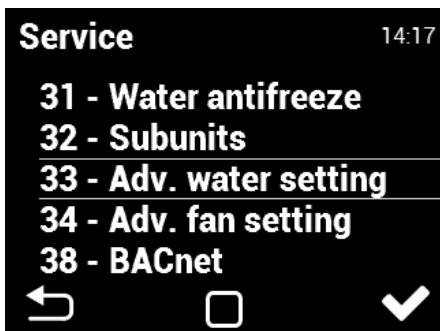 Service 14:17
31 - Water antifreeze
32 - Subunits
33 - Adv. water setting
34 - Adv. fan setting
38 - BACnet